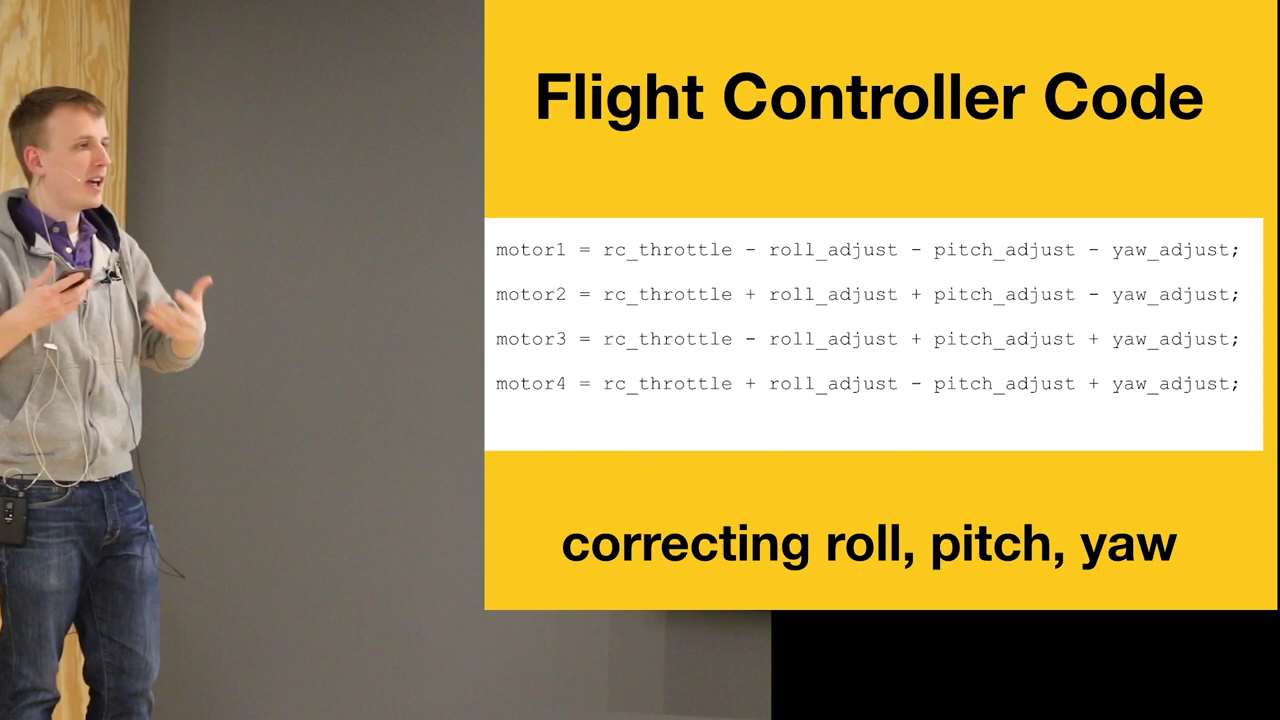 Flight Controller Code
motor1 = rc_throttle - roll_adjust - pitch_adjust - yaw_adjust;
motor2 = rc_throttle + roll_adjust + pitch_adjust - yaw_adjust;
motor3 = rc_throttle - roll_adjust + pitch_adjust + yaw_adjust;
motor4 = rc_throttle + roll_adjust - pitch_adjust + yaw_adjust;
correcting roll, pitch, yaw